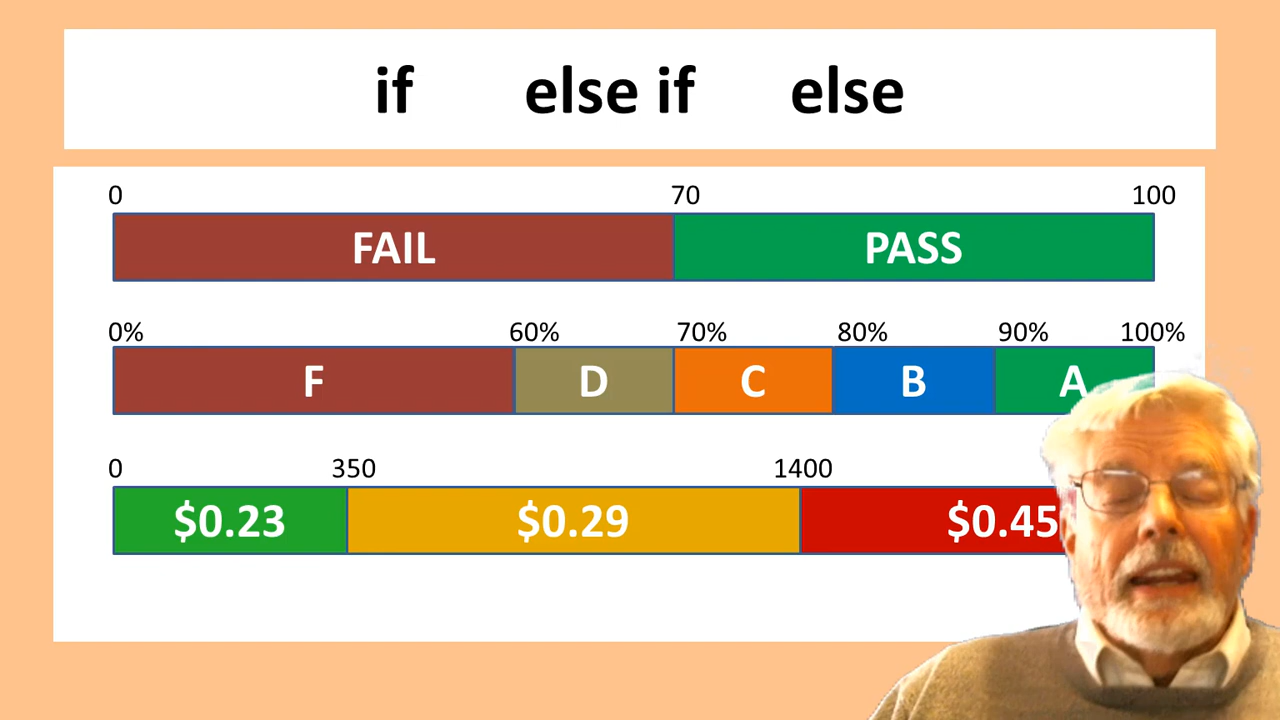 if else if else
0 70 100
FAIL PASS
0% 60% 70% 80% 90% 100%
F D C B A
0 350 1400
$0.23 $0.29 $0.45